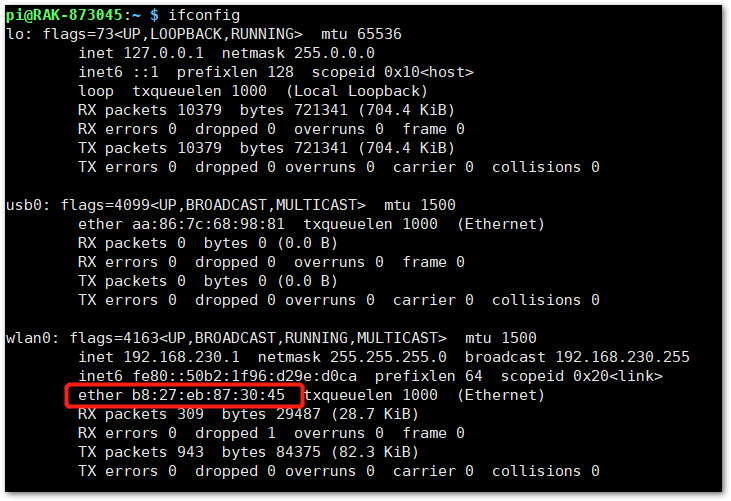 pi@RAK-873045:~ $ ifconfig
lo: flags=73<UP,LOOPBACK,RUNNING>  mtu 65536
        inet 127.0.0.1  netmask 255.0.0.0
        inet6 ::1  prefixlen 128  scopeid 0x10<host>
        loop  txqueuelen 1000  (Local Loopback)
        RX packets 10379  bytes 721341 (704.4 KiB)
        RX errors 0  dropped 0  overruns 0  frame 0
        TX packets 10379  bytes 721341 (704.4 KiB)
        TX errors 0  dropped 0 overruns 0  carrier 0  collisions 0

usb0: flags=4099<UP,BROADCAST,MULTICAST>  mtu 1500
        ether aa:86:7c:68:98:81  txqueuelen 1000  (Ethernet)
        RX packets 0  bytes 0 (0.0 B)
        RX errors 0  dropped 0  overruns 0  frame 0
        TX packets 0  bytes 0 (0.0 B)
        TX errors 0  dropped 0 overruns 0  carrier 0  collisions 0

wlan0: flags=4163<UP,BROADCAST,RUNNING,MULTICAST>  mtu 1500
        inet 192.168.230.1  netmask 255.255.255.0  broadcast 192.168.230.255
        inet6 fe80::50b2:1f96:d29e:d0ca  prefixlen 64  scopeid 0x20<link>
        ether b8:27:eb:87:30:45  txqueuelen 1000  (Ethernet)
        RX packets 309  bytes 29487 (28.7 KiB)
        RX errors 0  dropped 1  overruns 0  frame 0
        TX packets 943  bytes 84375 (82.3 KiB)
        TX errors 0  dropped 0 overruns 0  carrier 0  collisions 0